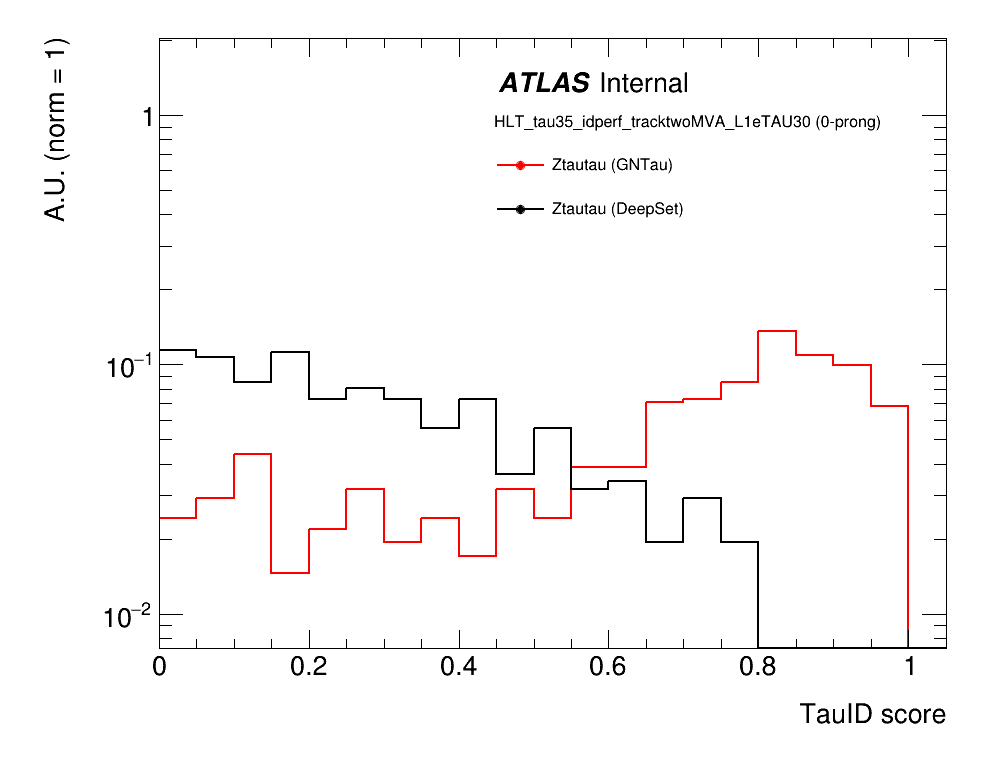 A.U. (norm = 1)
ATLAS Internal
HLT_tau35_idperf_tracktwoMVA_L1eTAU30 (0-prong)
Ztautau (GNTau)
Ztautau (DeepSet)
1
10⁻¹
10⁻²
0 0.2 0.4 0.6 0.8 1
TauID score